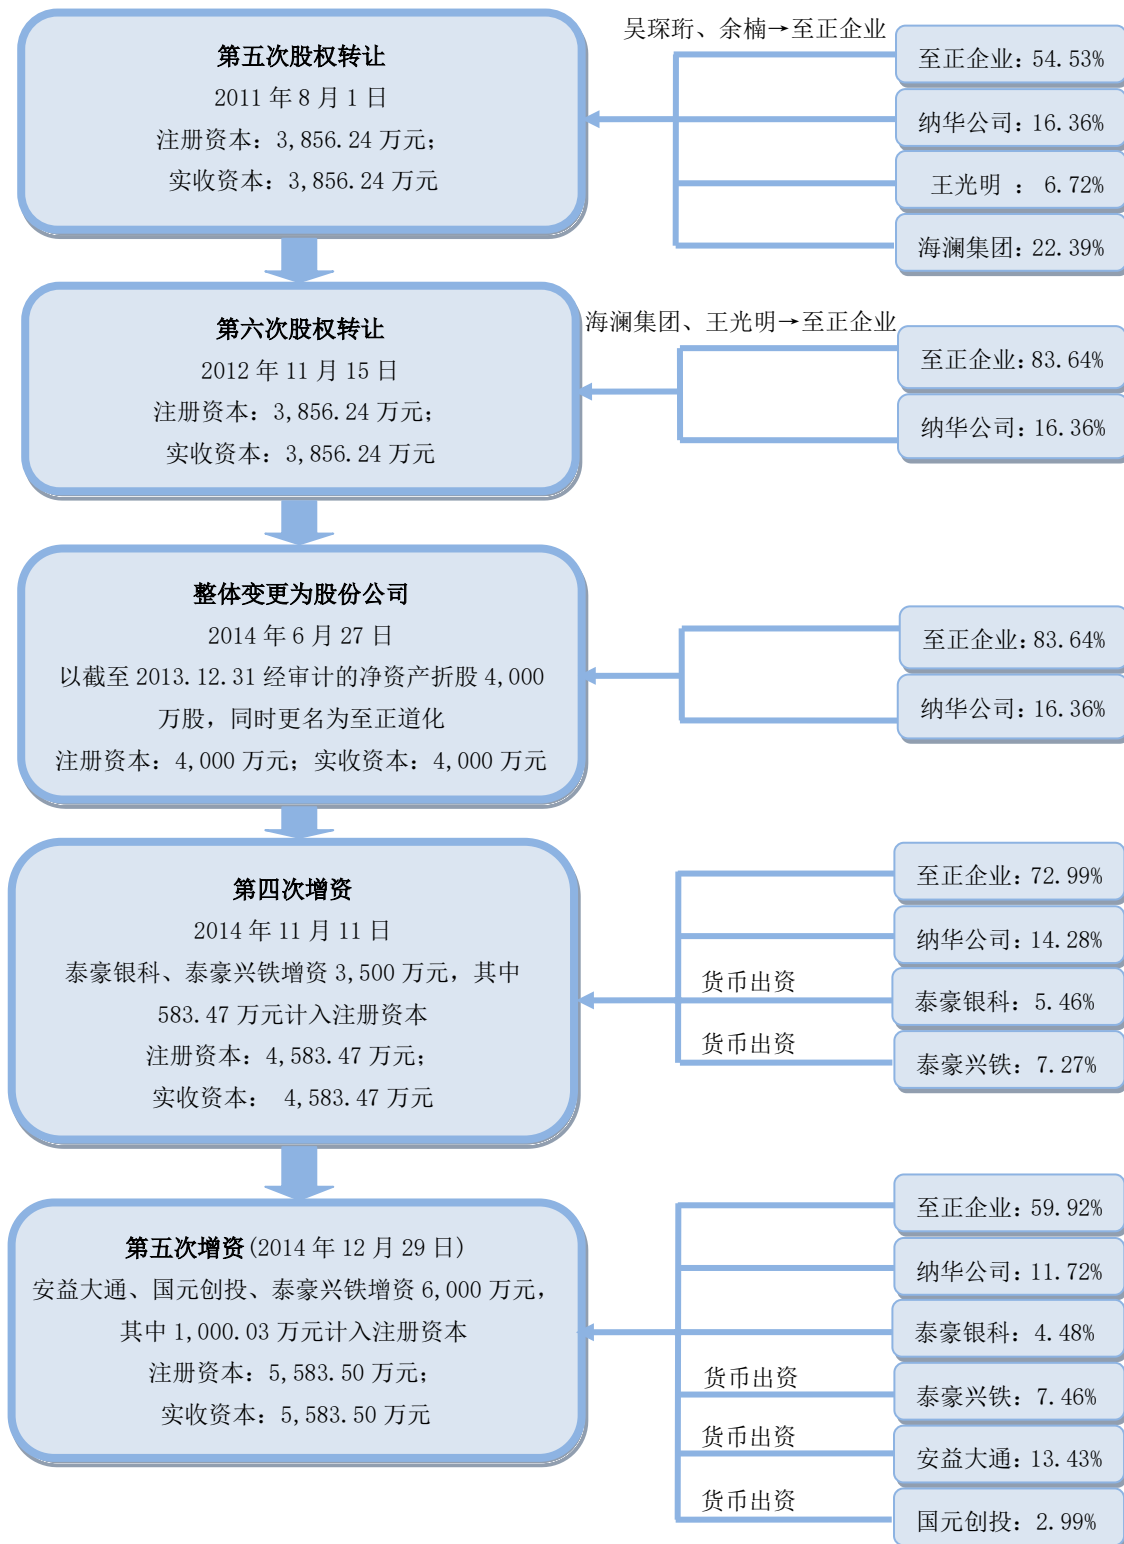 第五次股权转让
2011 年 8 月 1 日
注册资本：3,856.24 万元；
实收资本：3,856.24 万元
吴琛珩、余楠→至正企业
至正企业：54.53%
纳华公司：16.36%
王光明 ： 6.72%
海澜集团：22.39%
第六次股权转让
2012 年 11 月 15 日
注册资本：3,856.24 万元；
实收资本：3,856.24 万元
海澜集团、王光明→至正企业
至正企业：83.64%
纳华公司：16.36%
整体变更为股份公司
2014 年 6 月 27 日
以截至 2013.12.31 经审计的净资产折股 4,000
万股，同时更名为至正道化
注册资本：4,000 万元；实收资本：4,000 万元
至正企业：83.64%
纳华公司：16.36%
第四次增资
2014 年 11 月 11 日
泰豪银科、泰豪兴铁增资 3,500 万元，其中
583.47 万元计入注册资本
注册资本：4,583.47 万元；
实收资本： 4,583.47 万元
至正企业：72.99%
纳华公司：14.28%
货币出资
泰豪银科：5.46%
货币出资
泰豪兴铁：7.27%
第五次增资(2014 年 12 月 29 日)
安益大通、国元创投、泰豪兴铁增资 6,000 万元，
其中 1,000.03 万元计入注册资本
注册资本：5,583.50 万元；
实收资本：5,583.50 万元
至正企业：59.92%
纳华公司：11.72%
泰豪银科：4.48%
货币出资
泰豪兴铁：7.46%
货币出资
安益大通：13.43%
货币出资
国元创投：2.99%